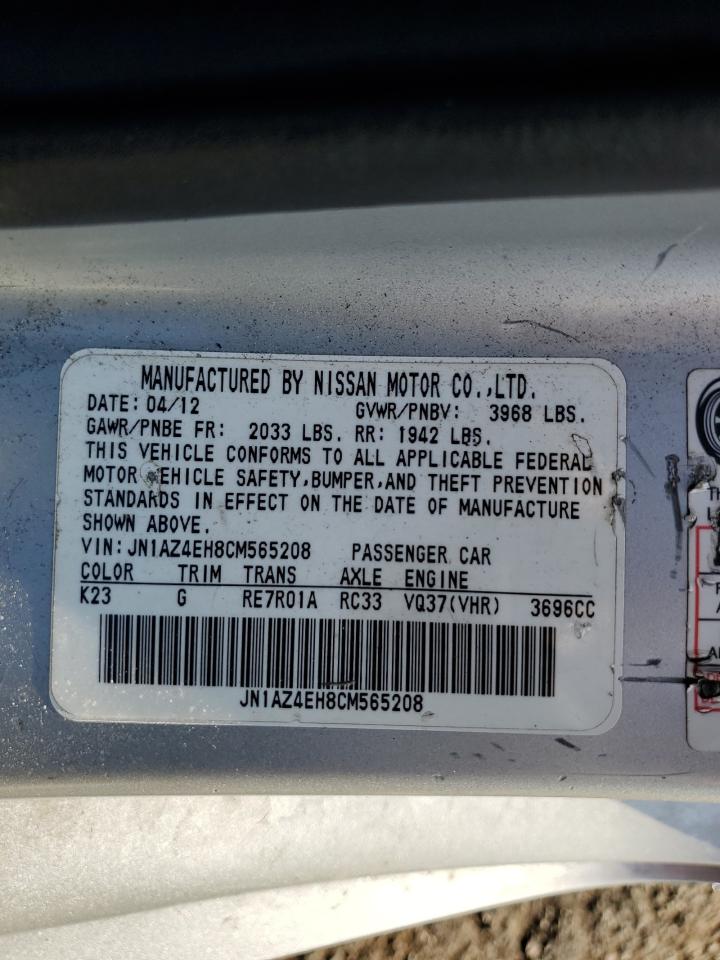 MANUFACTURED BY NISSAN MOTOR CO.,LTD.
DATE: 04/12 GVWR/PNBV: 3968 LBS.
GAWR/PNBE FR: 2033 LBS. RR: 1942 LBS.
THIS VEHICLE CONFORMS TO ALL APPLICABLE FEDERAL
MOTOR VEHICLE SAFETY,BUMPER,AND THEFT PREVENTION
STANDARDS IN EFFECT ON THE DATE OF MANUFACTURE
SHOWN ABOVE.
VIN: JN1AZ4EH8CM565208 PASSENGER CAR
COLOR TRIM TRANS AXLE ENGINE
K23 G RE7R01A RC33 VQ37(VHR) 3696CC
JN1AZ4EH8CM565208